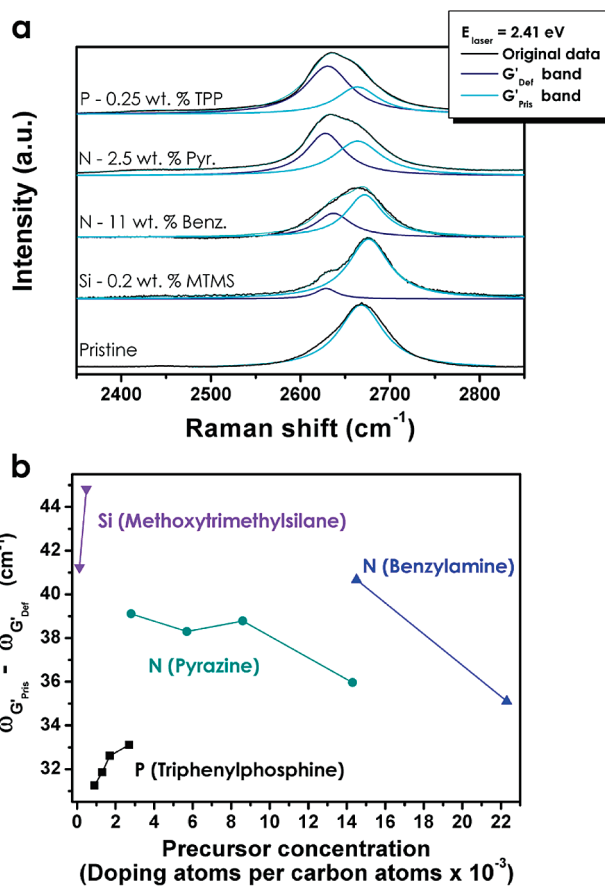 a
E laser = 2.41 eV
Original data
G'Def band
G'Pris band
P - 0.25 wt. % TPP
N - 2.5 wt. % Pyr.
N - 11 wt. % Benz.
Si - 0.2 wt. % MTMS
Pristine
Intensity (a.u.)
2400 2500 2600 2700 2800
Raman shift (cm-1)
b
44
42
40
38
36
34
32
ωG'Pris - ωG'Def (cm-1)
Si (Methoxytrimethylsilane)
N (Benzylamine)
N (Pyrazine)
P (Triphenylphosphine)
0 2 4 6 8 10 12 14 16 18 20 22
Precursor concentration
(Doping atoms per carbon atoms x 10-3)